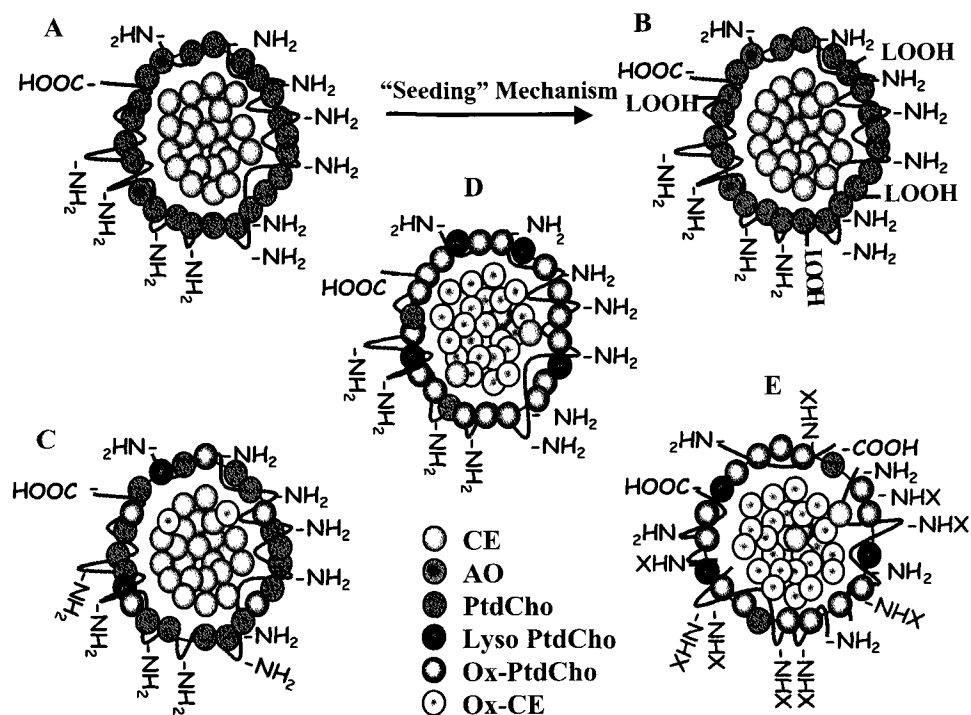 A
₂HN-
NH₂
HOOC-
-NH₂
-NH₂
-NH₂
-NH₂
-NH₂
-NH₂
-NH₂
-NH₂
-NH₂
"Seeding" Mechanism
B
₂HN-
-NH₂
LOOH
-NH₂
LOOH
-NH₂
-NH₂
LOOH
-NH₂
-NH₂
-NH₂
-NH₂
LOOH
-NH₂
-NH₂
D
₂HN-
-NH₂
HOOC-
-NH₂
-NH₂
-NH₂
-NH₂
-NH₂
-NH₂
-NH₂
-NH₂
-NH₂
C
₂HN-
-NH₂
HOOC-
-NH₂
-NH₂
-NH₂
-NH₂
-NH₂
-NH₂
-NH₂
-NH₂
-NH₂
CE
AO
PtdCho
Lyso PtdCho
Ox-PtdCho
Ox-CE
E
XHN
₂HN-
-COOH
-NH₂
HOOC-
-NHX
-NHX
₂HN-
XHN-
-NH₂
-NHX
XHN-
-NHX
-NHX
-NHX
-NH₂